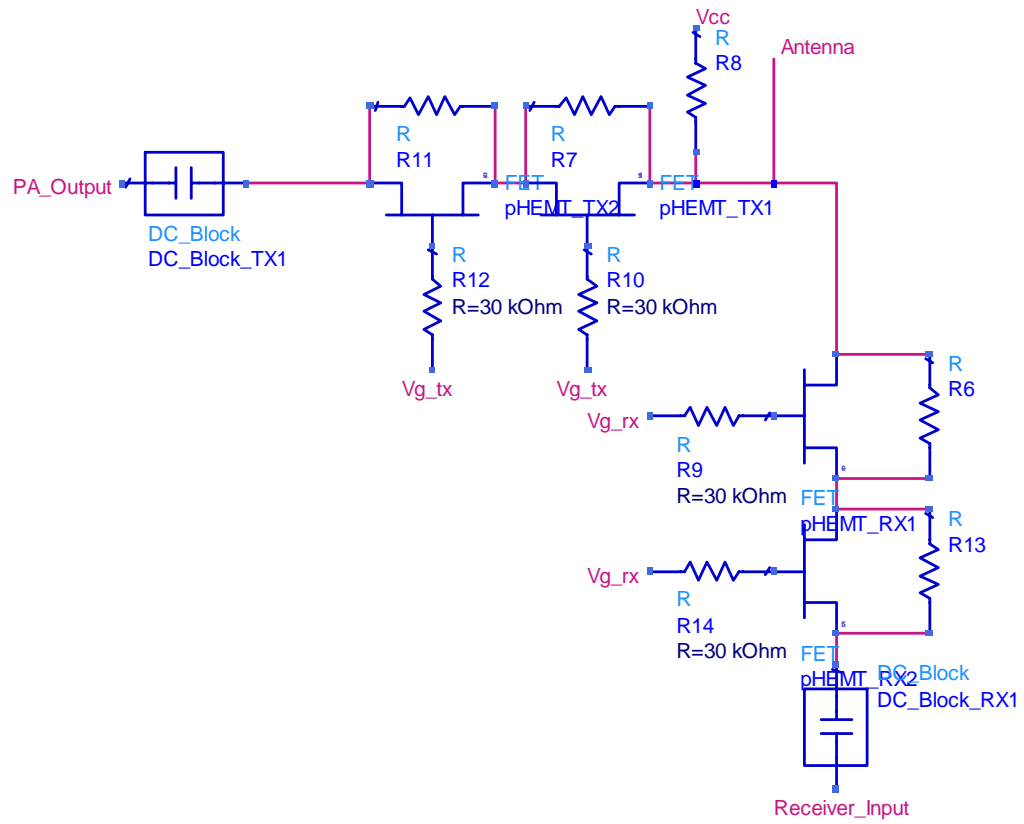 Vcc
R
R8
Antenna
R
R11
R
R7
PA_Output
FET
pHEMT_TX2
FET
pHEMT_TX1
DC_Block
DC_Block_TX1
R
R12
R=30 kOhm
R
R10
R=30 kOhm
Vg_tx
Vg_tx
R
R6
Vg_rx
R
R9
R=30 kOhm
FET
pHEMT_RX1
R
R13
Vg_rx
R
R14
R=30 kOhm
FET
pHEMT_RX2
DC_Block
DC_Block_RX1
Receiver_Input